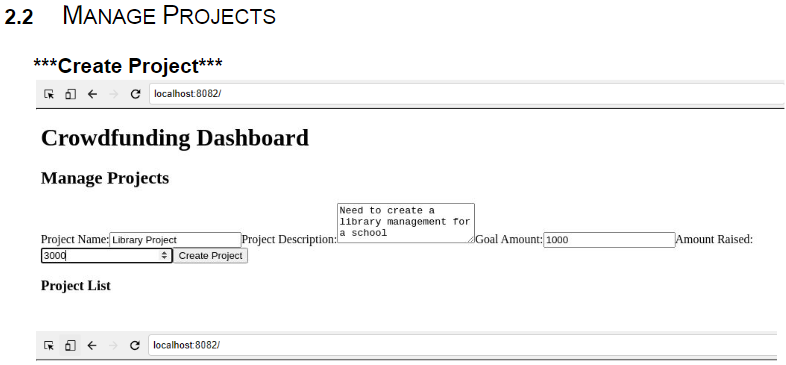 2.2 MANAGE PROJECTS
***Create Project***
localhost:8082/
Crowdfunding Dashboard
Manage Projects
Need to create a
library management for
a school
Project Name: Library Project Project Description: Goal Amount: 1000 Amount Raised:
3000 Create Project
Project List
localhost:8082/